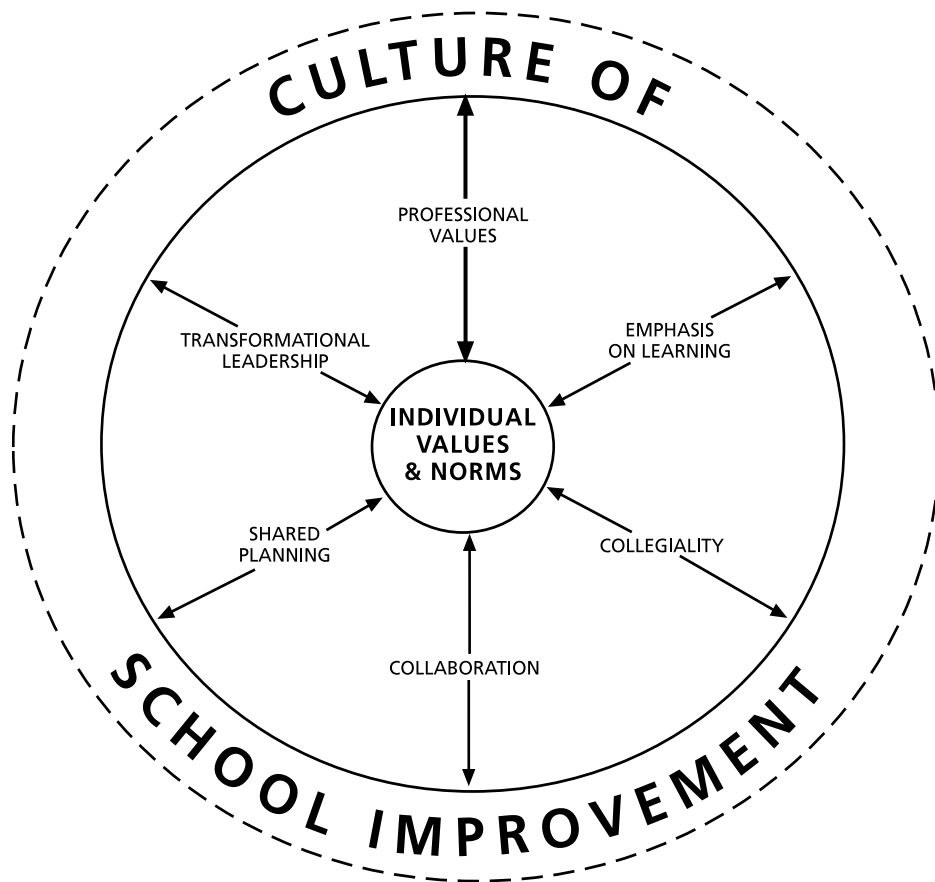 CULTURE OF
PROFESSIONAL
VALUES
TRANSFORMATIONAL
LEADERSHIP
EMPHASIS
ON LEARNING
INDIVIDUAL
VALUES
& NORMS
SHARED
PLANNING
COLLEGIALITY
COLLABORATION
SCHOOL IMPROVEMENT